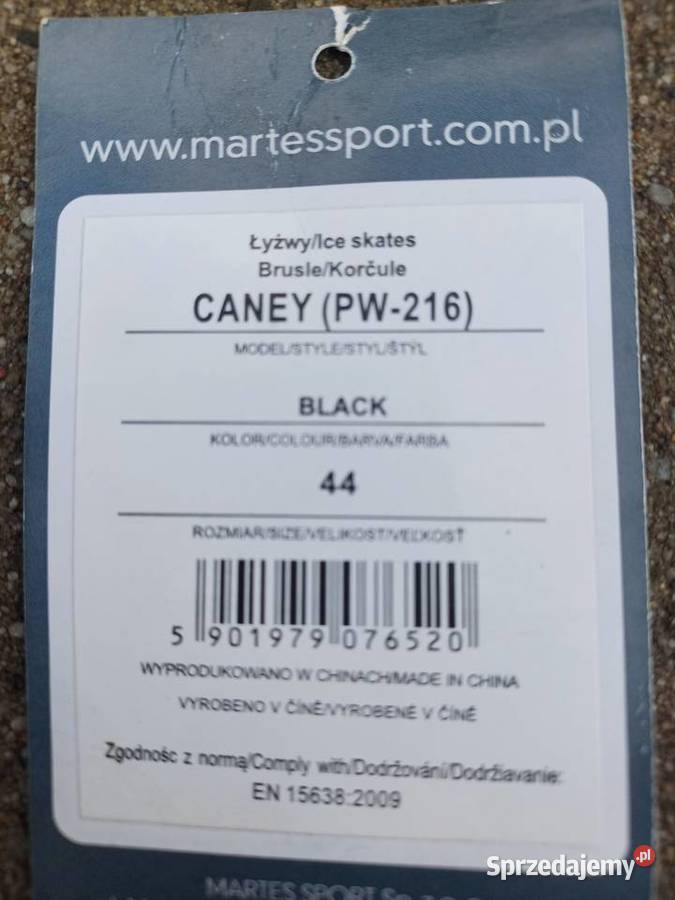 www.martessport.com.pl
Łyżwy/Ice skates
Brusle/Korčule
CANEY (PW-216)
MODEL/STYLE/STYL/ŠTÝL
BLACK
KOLOR/COLOUR/BARVA/FARBA
44
ROZMIAR/SIZE/VELIKOST/VEĽKOSŤ
5 901979 076520
WYPRODUKOWANO W CHINACH/MADE IN CHINA
VYROBENO V ČÍNĚ/VYROBENÉ V ČÍNE
Zgodność z normą/Comply with/Dodržování/Dodržiavanie:
EN 15638:2009
MARTES SPORT Sp.
Sprzedajemy.pl